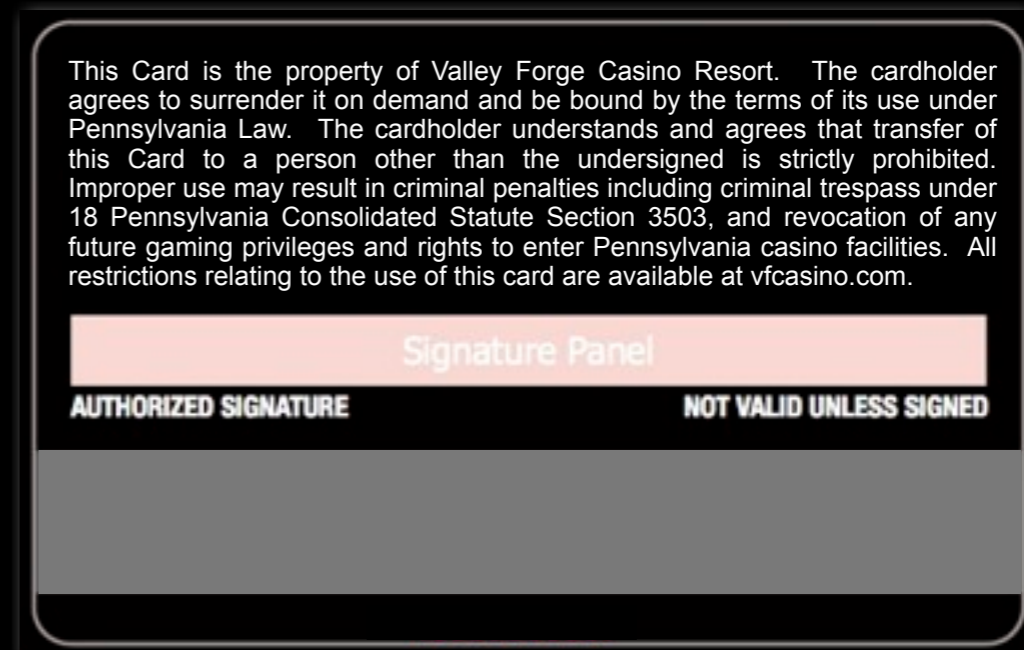 This Card is the property of Valley Forge Casino Resort. The cardholder
agrees to surrender it on demand and be bound by the terms of its use under
Pennsylvania Law. The cardholder understands and agrees that transfer of
this Card to a person other than the undersigned is strictly prohibited.
Improper use may result in criminal penalties including criminal trespass under
18 Pennsylvania Consolidated Statute Section 3503, and revocation of any
future gaming privileges and rights to enter Pennsylvania casino facilities. All
restrictions relating to the use of this card are available at vfcasino.com.
Signature Panel
AUTHORIZED SIGNATURE NOT VALID UNLESS SIGNED